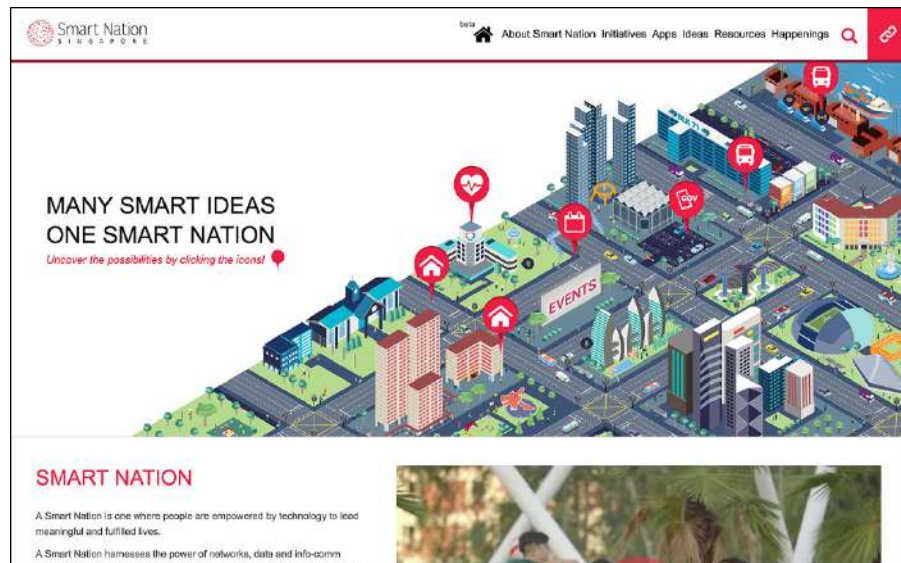 Smart Nation
SINGAPORE
beta
About Smart Nation Initiatives Apps Ideas Resources Happenings
BLK 71
GOV
MANY SMART IDEAS
ONE SMART NATION
Uncover the possibilities by clicking the icons!
EVENTS
SMART NATION
A Smart Nation is one where people are empowered by technology to lead
meaningful and fulfilled lives.
A Smart Nation harnesses the power of networks, data and info-comm